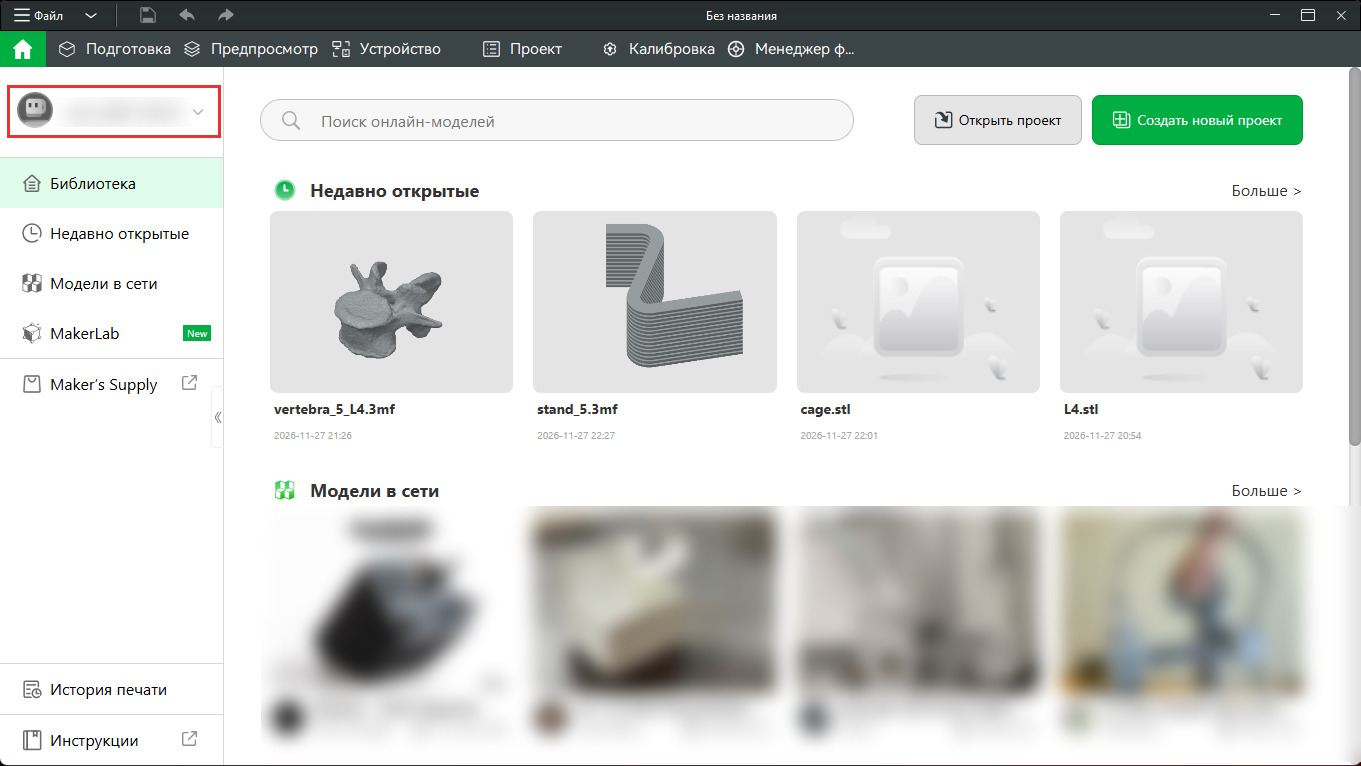 Файл
Без названия
Подготовка
Предпросмотр
Устройство
Проект
Калибровка
Менеджер ф...
Поиск онлайн-моделей
Открыть проект
Создать новый проект
Библиотека
Недавно открытые
Модели в сети
MakerLab New
Maker's Supply
История печати
Инструкции
Недавно открытые
Больше >
vertebra_5_L4.3mf
2026-11-27 21:26
stand_5.3mf
2026-11-27 22:27
cage.stl
2026-11-27 22:01
L4.stl
2026-11-27 20:54
Модели в сети
Больше >